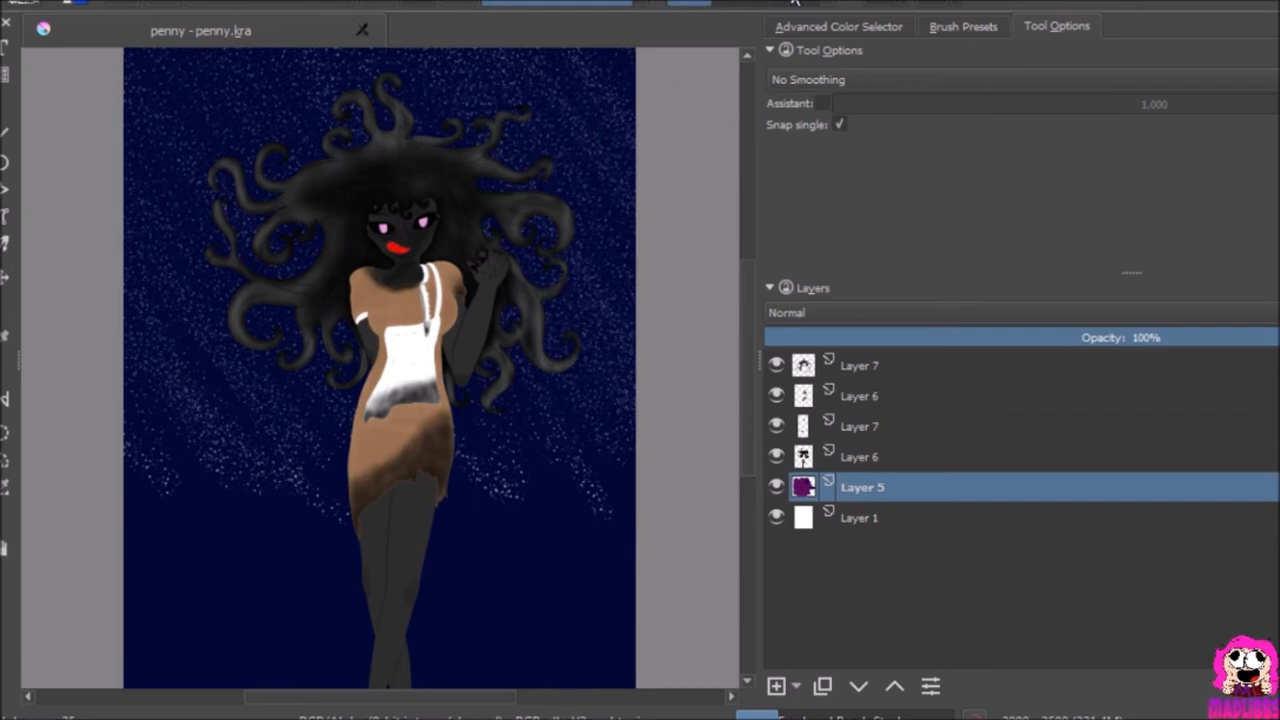 penny - penny.kra
Advanced Color Selector
Brush Presets
Tool Options
Tool Options
No Smoothing
Assistant:
1,000
Snap single:
Layers
Normal
Opacity: 100%
Layer 7
Layer 6
Layer 7
Layer 6
Layer 5
Layer 1
MADLIBBS